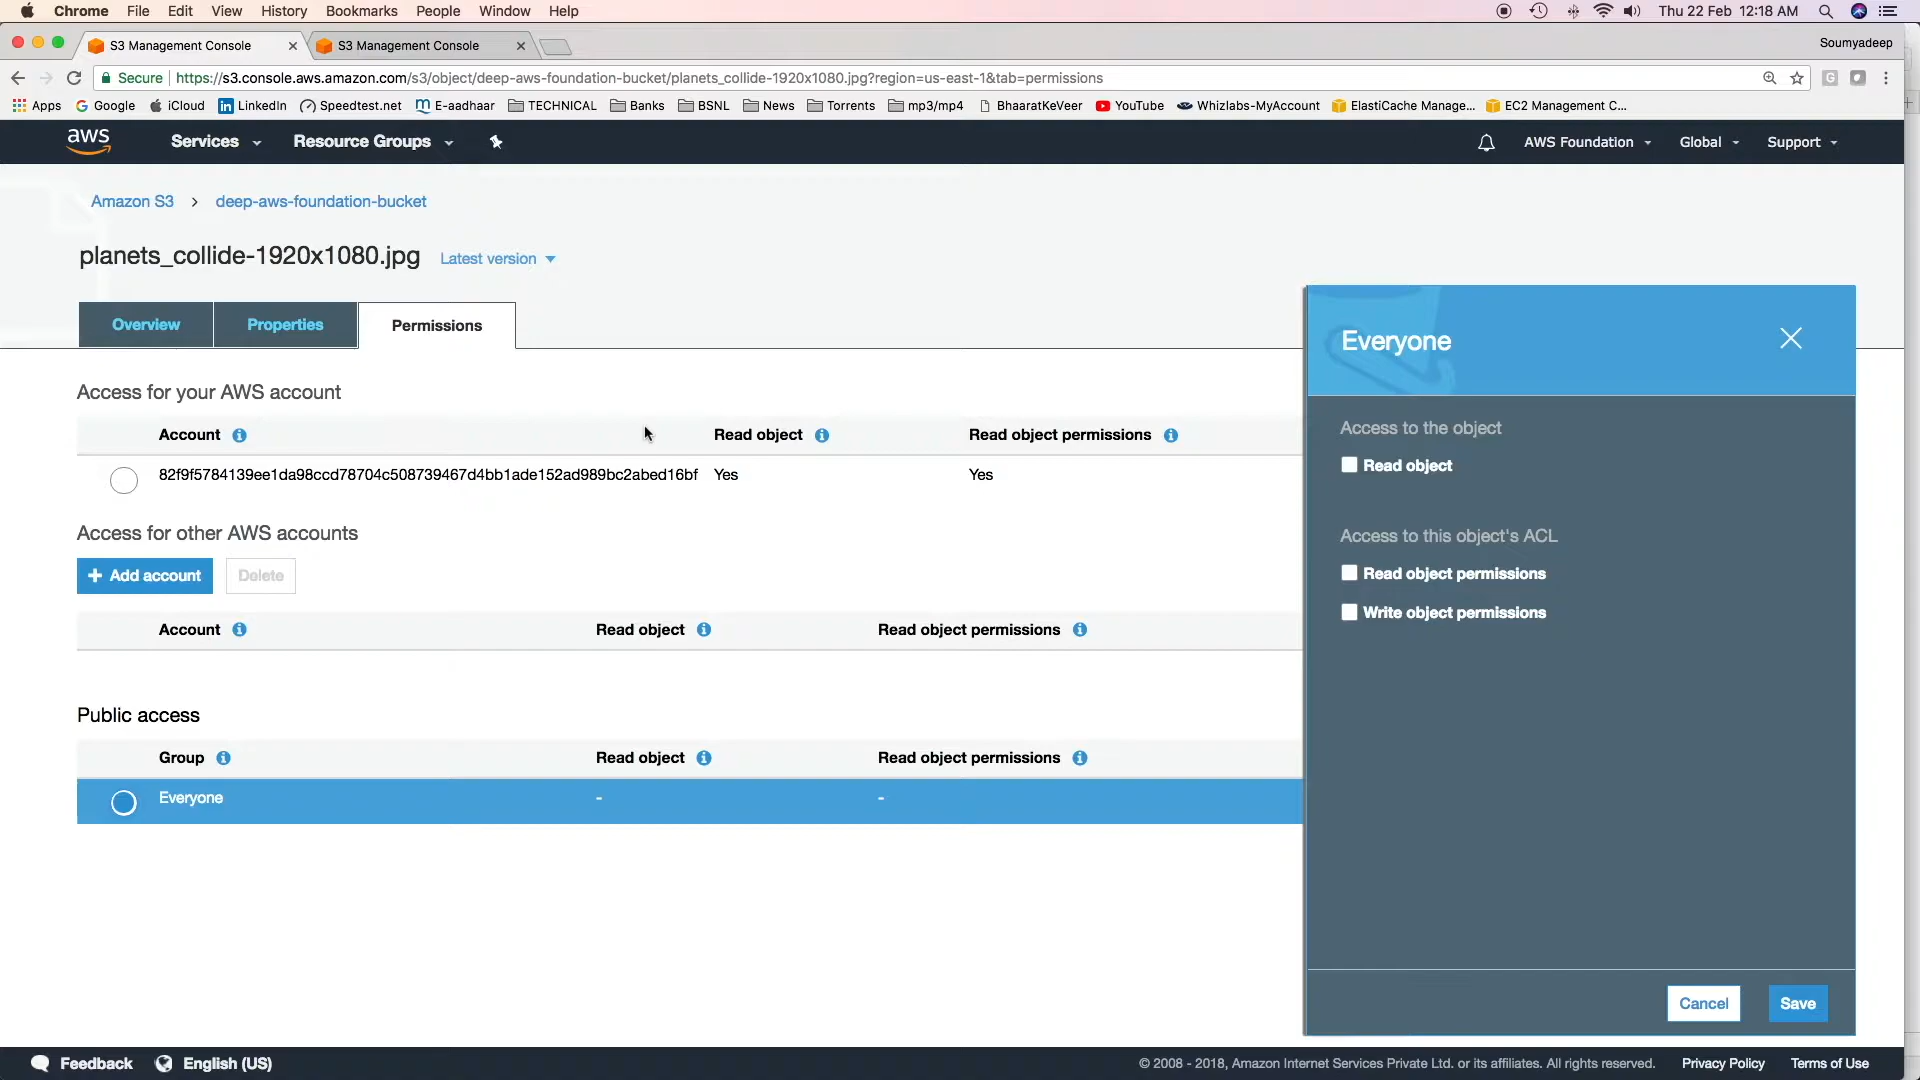 Chrome File Edit View History Bookmarks People Window Help Thu 22 Feb 12:18 AM
S3 Management Console S3 Management Console Soumyadeep
Secure https://s3.console.aws.amazon.com/s3/object/deep-aws-foundation-bucket/planets_collide-1920x1080.jpg?region=us-east-1&tab=permissions
Apps Google iCloud LinkedIn Speedtest.net E-aadhaar TECHNICAL Banks BSNL News Torrents mp3/mp4 BhaaratKeVeer YouTube Whizlabs-MyAccount ElastiCache Manage... EC2 Management C...
aws Services Resource Groups AWS Foundation Global Support
Amazon S3 > deep-aws-foundation-bucket
planets_collide-1920x1080.jpg Latest version
Overview Properties Permissions
Access for your AWS account
Account Read object Read object permissions
82f9f5784139ee1da98ccd78704c508739467d4bb1ade152ad989bc2abed16bf Yes Yes
Access for other AWS accounts
+ Add account Delete
Account Read object Read object permissions
Public access
Group Read object Read object permissions
Everyone - -
Everyone
Access to the object
Read object
Access to this object's ACL
Read object permissions
Write object permissions
Cancel Save
Feedback English (US) © 2008 - 2018, Amazon Internet Services Private Ltd. or its affiliates. All rights reserved. Privacy Policy Terms of Use